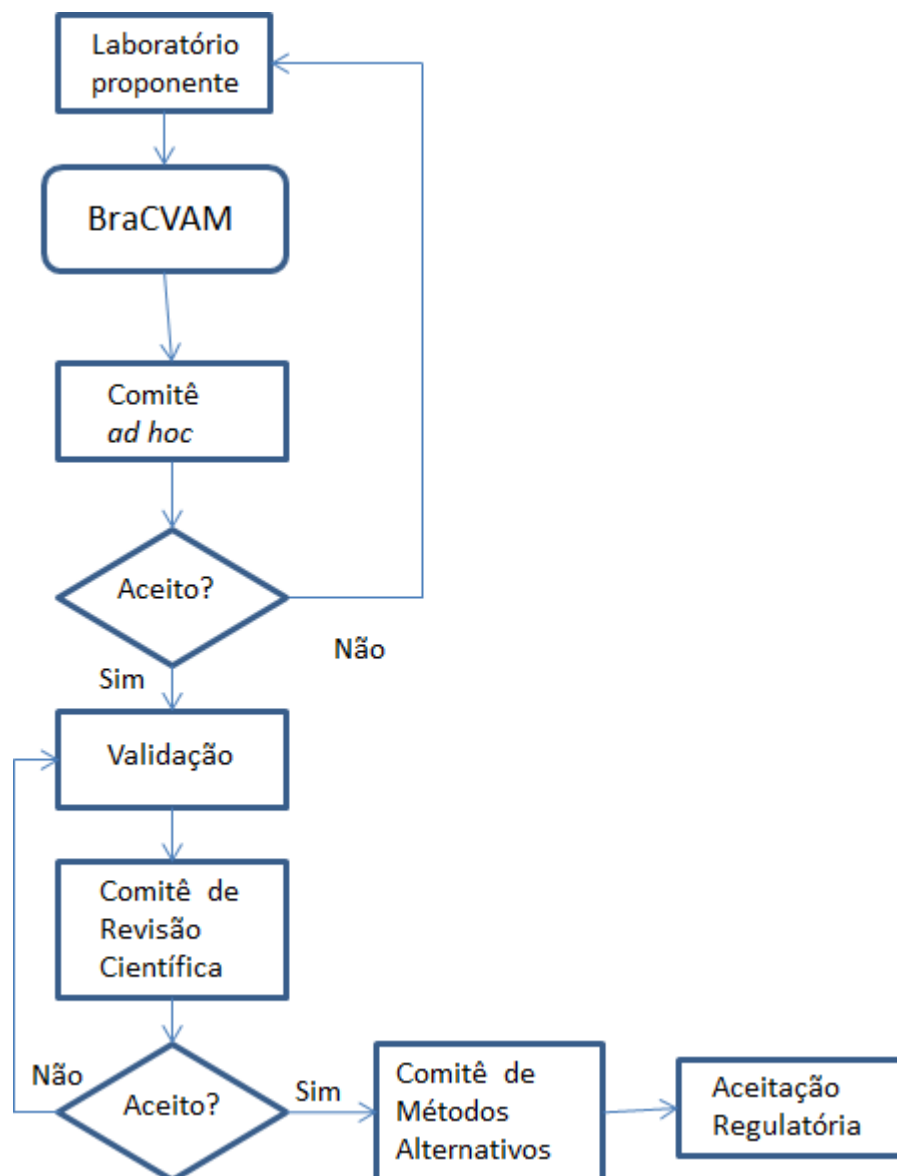 Laboratório
proponente
BraCVAM
Comitê
ad hoc
Aceito?
Não
Sim
Validação
Comitê de
Revisão
Científica
Não
Aceito?
Sim
Comitê de
Métodos
Alternativos
Aceitação
Regulatória